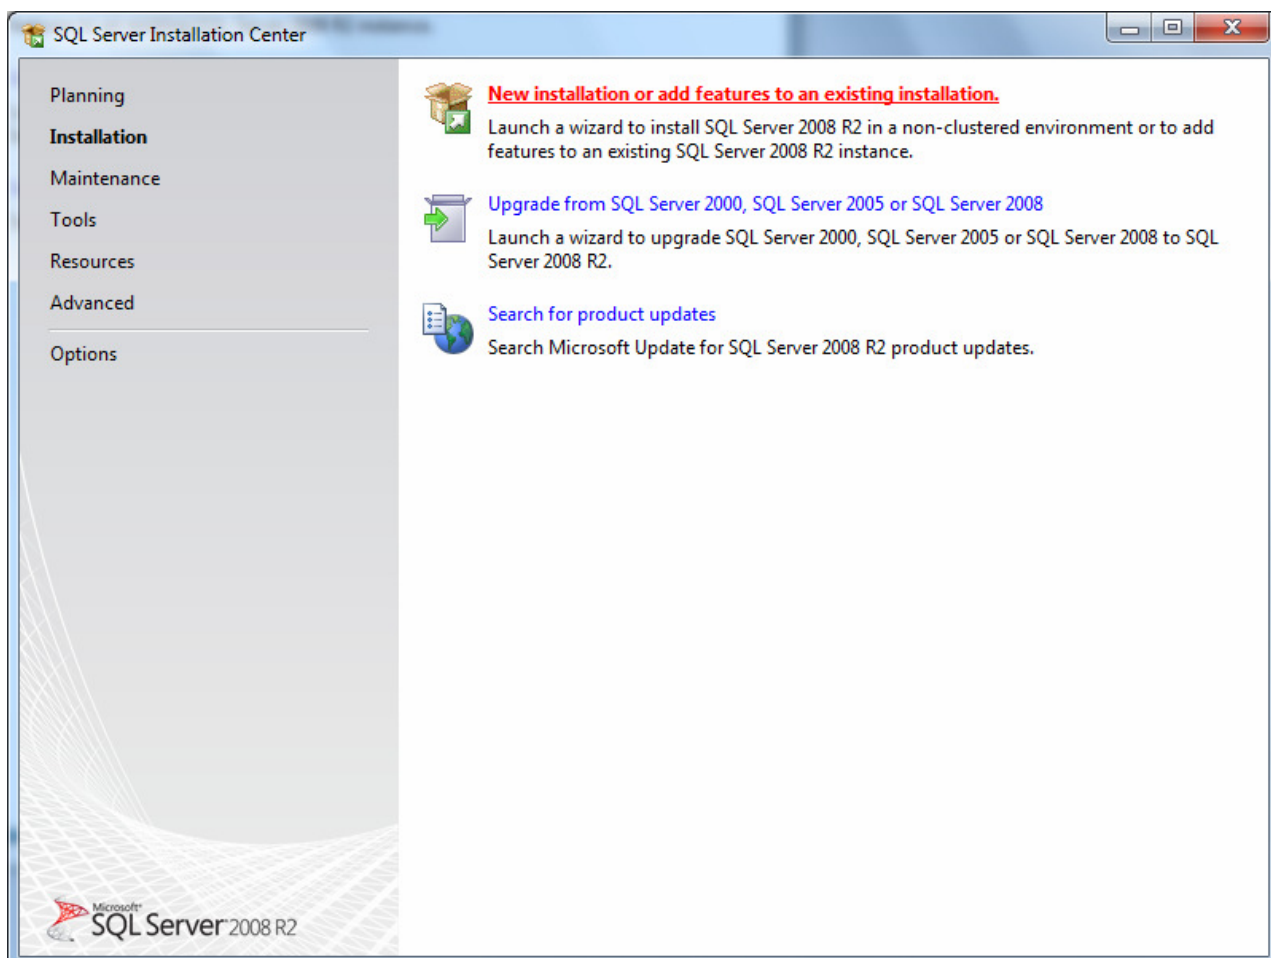 SQL Server Installation Center
Planning
Installation
Maintenance
Tools
Resources
Advanced
Options
New installation or add features to an existing installation.
Launch a wizard to install SQL Server 2008 R2 in a non-clustered environment or to add
features to an existing SQL Server 2008 R2 instance.
Upgrade from SQL Server 2000, SQL Server 2005 or SQL Server 2008
Launch a wizard to upgrade SQL Server 2000, SQL Server 2005 or SQL Server 2008 to SQL
Server 2008 R2.
Search for product updates
Search Microsoft Update for SQL Server 2008 R2 product updates.
Microsoft®
SQL Server® 2008 R2